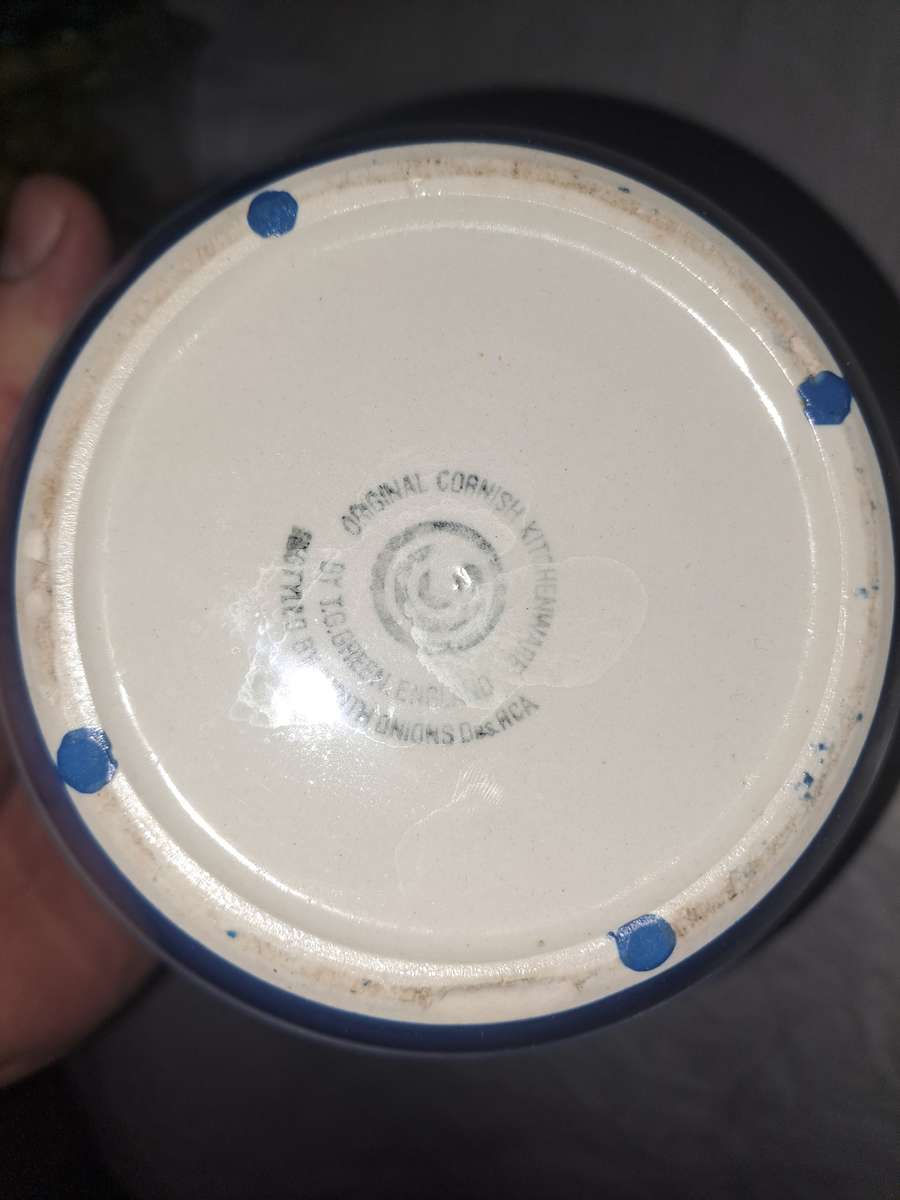 ORIGINAL CORNISH KITCHENWARE
BY T.G.GREEN.ENGLAND
STYLED BY ONIONS Des.RCA